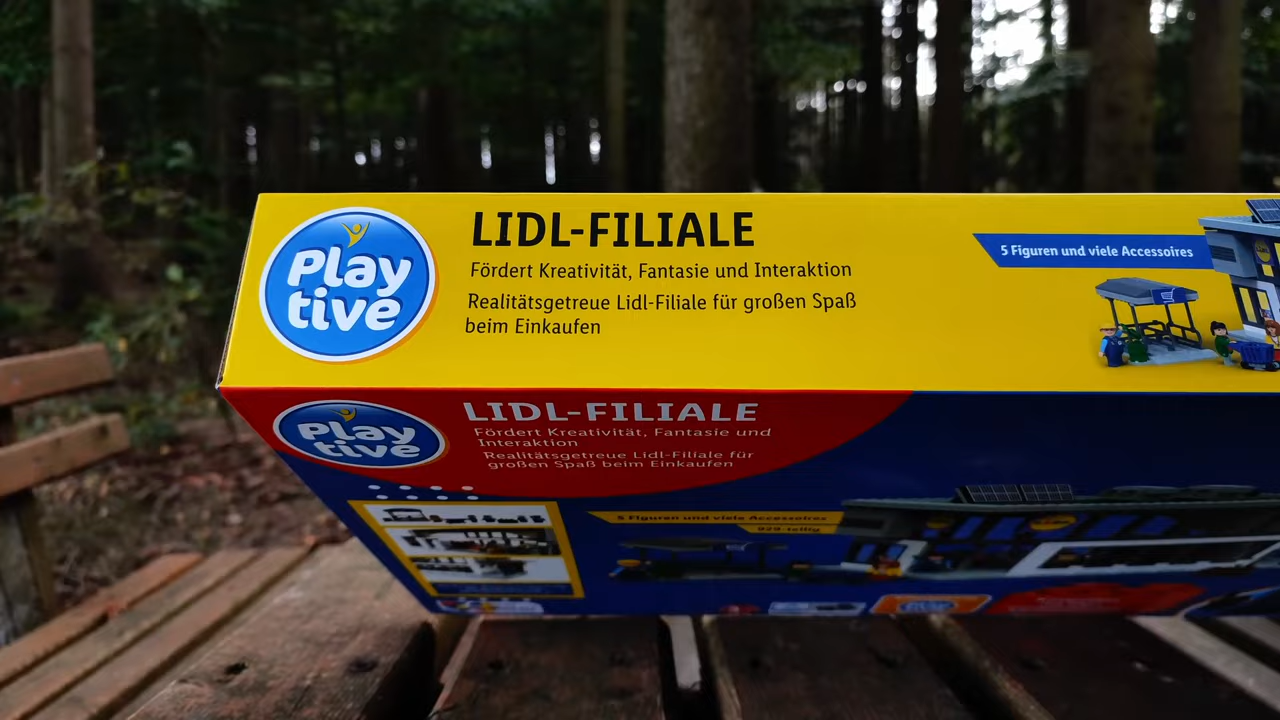 Play
tive
LIDL-FILIALE
Fördert Kreativität, Fantasie und Interaktion
Realitätsgetreue Lidl-Filiale für großen Spaß
beim Einkaufen
5 Figuren und viele Accessoires
Play
tive
LIDL-FILIALE
Fördert Kreativität, Fantasie und
Interaktion
Realitätsgetreue Lidl-Filiale für
großen Spaß beim Einkaufen
5 Figuren und viele Accessoires
929-teilig